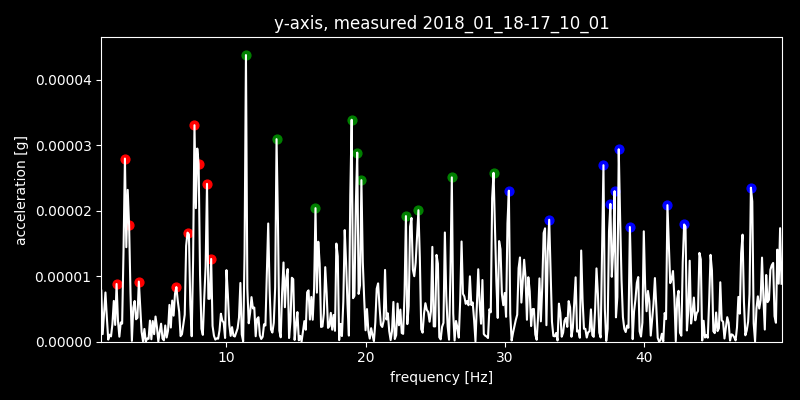 y-axis, measured 2018_01_18-17_10_01
0.00004
0.00003
0.00002
0.00001
0.00000
acceleration [g]
10 20 30 40
frequency [Hz]